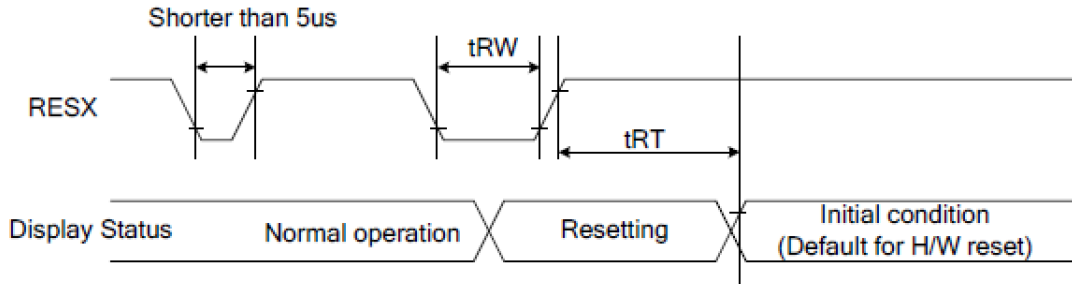 Shorter than 5us
tRW
RESX
tRT
Display Status
Normal operation
Resetting
Initial condition
(Default for H/W reset)